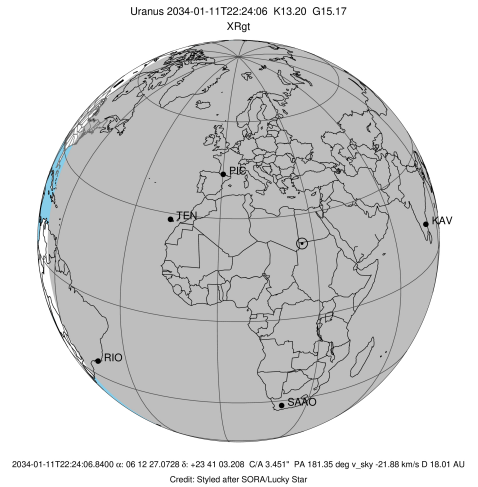 Uranus 2034-01-11T22:24:06 K13.20 G15.17
XRgt
PIC
TEN
KAV
RIO
SAAO
2034-01-11T22:24:06.8400 α: 06 12 27.0728 δ: +23 41 03.208 C/A 3.451" PA 181.35 deg v_sky -21.88 km/s D 18.01 AU
Credit: Styled after SORA/Lucky Star